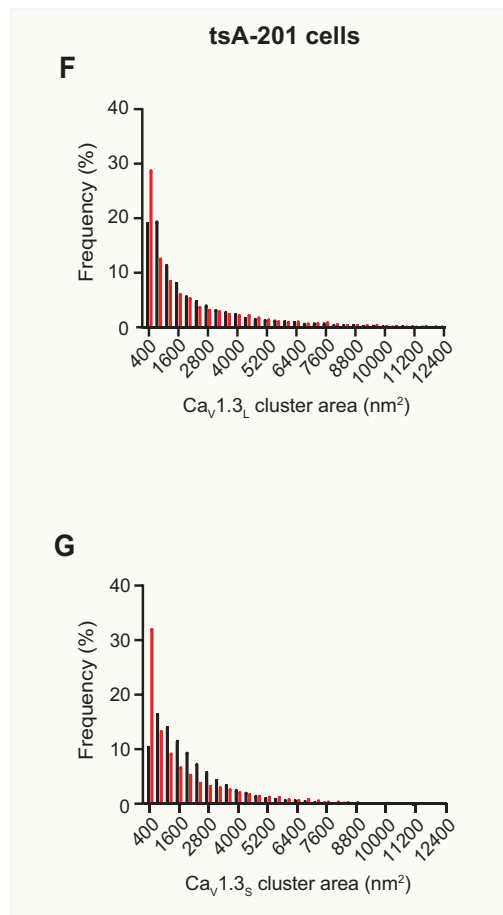 tsA-201 cells
F
40
30
20
10
0
Frequency (%)
400 1600 2800 4000 5200 6400 7600 8800 10000 11200 12400
Caᵥ1.3L cluster area (nm²)
G
40
30
20
10
0
Frequency (%)
400 1600 2800 4000 5200 6400 7600 8800 10000 11200 12400
Caᵥ1.3S cluster area (nm²)